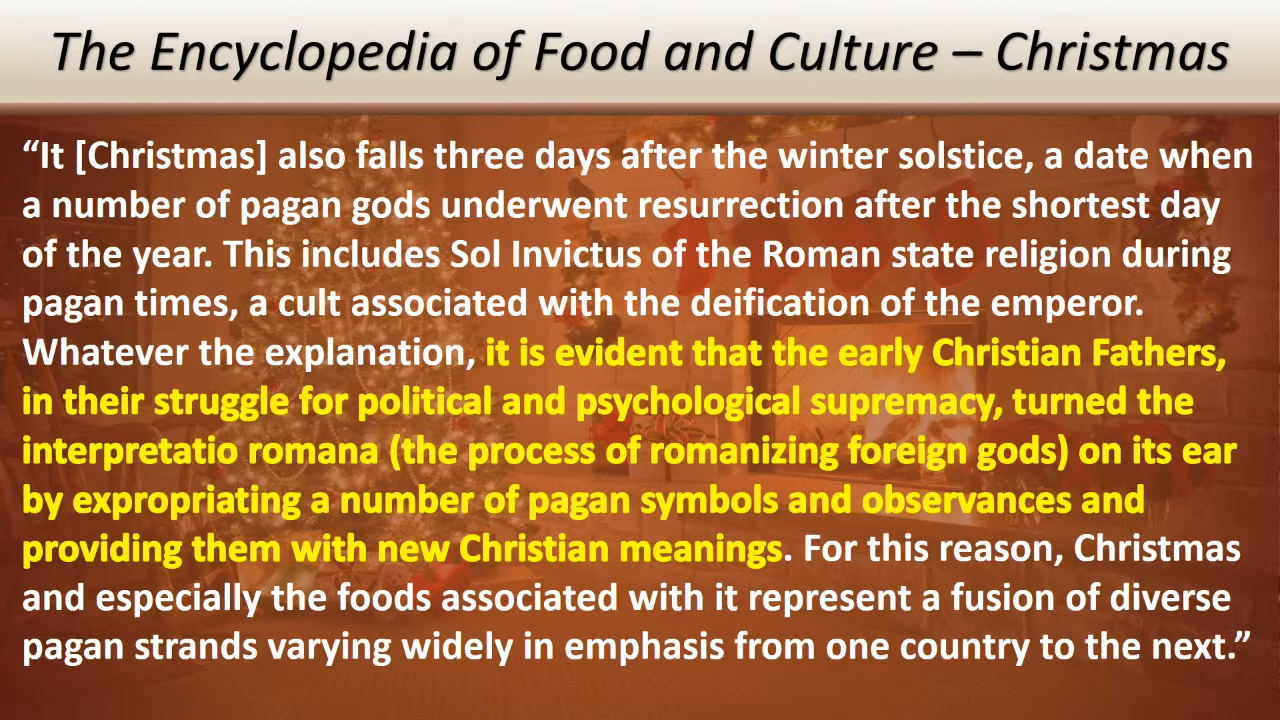 The Encyclopedia of Food and Culture – Christmas
“It [Christmas] also falls three days after the winter solstice, a date when
a number of pagan gods underwent resurrection after the shortest day
of the year. This includes Sol Invictus of the Roman state religion during
pagan times, a cult associated with the deification of the emperor.
Whatever the explanation, it is evident that the early Christian Fathers,
in their struggle for political and psychological supremacy, turned the
interpretatio romana (the process of romanizing foreign gods) on its ear
by expropriating a number of pagan symbols and observances and
providing them with new Christian meanings. For this reason, Christmas
and especially the foods associated with it represent a fusion of diverse
pagan strands varying widely in emphasis from one country to the next.”